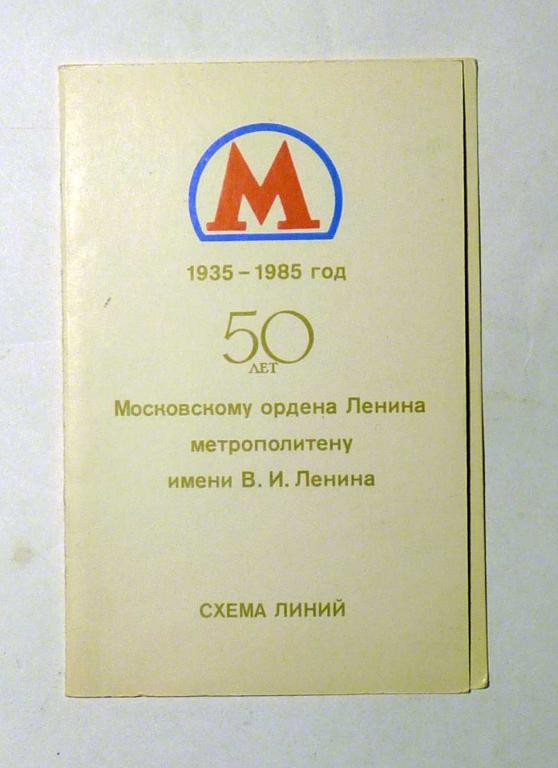 М
1935 – 1985 год
50
ЛЕТ
Московскому ордена Ленина
метрополитену
имени В. И. Ленина
СХЕМА ЛИНИЙ